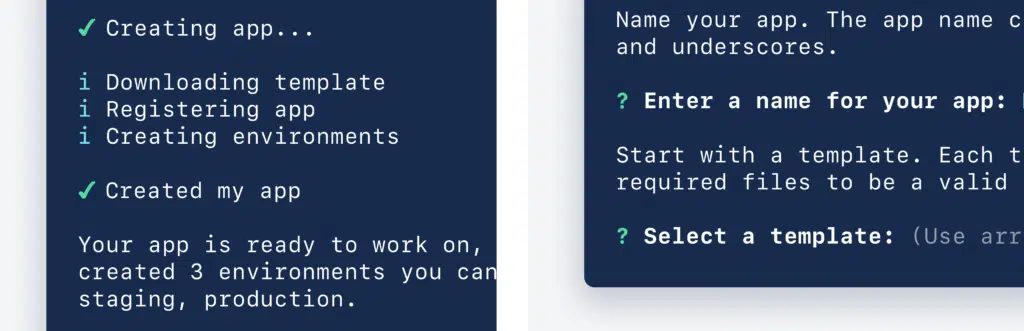 ✓ Creating app...
i Downloading template
i Registering app
i Creating environments
✓ Created my app
Your app is ready to work on,
created 3 environments you can
staging, production.
Name your app. The app name c
and underscores.
? Enter a name for your app:
Start with a template. Each t
required files to be a valid
? Select a template: (Use arr